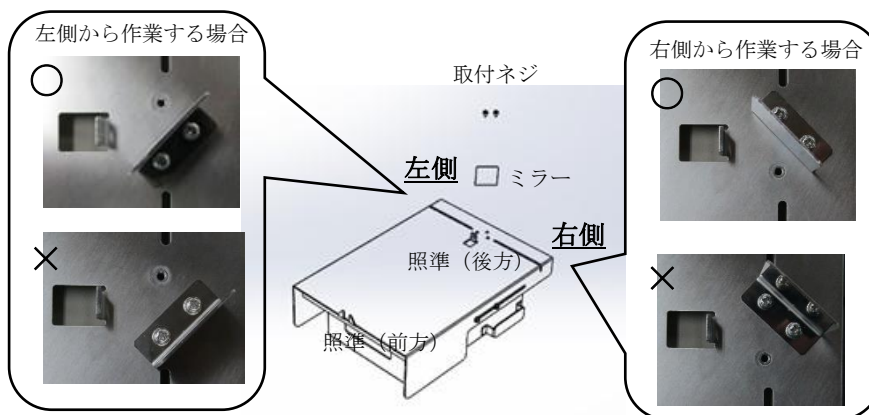 左側から作業する場合
○
×
取付ネジ
左側
ミラー
右側
照準（後方）
照準（前方）
右側から作業する場合
○
×